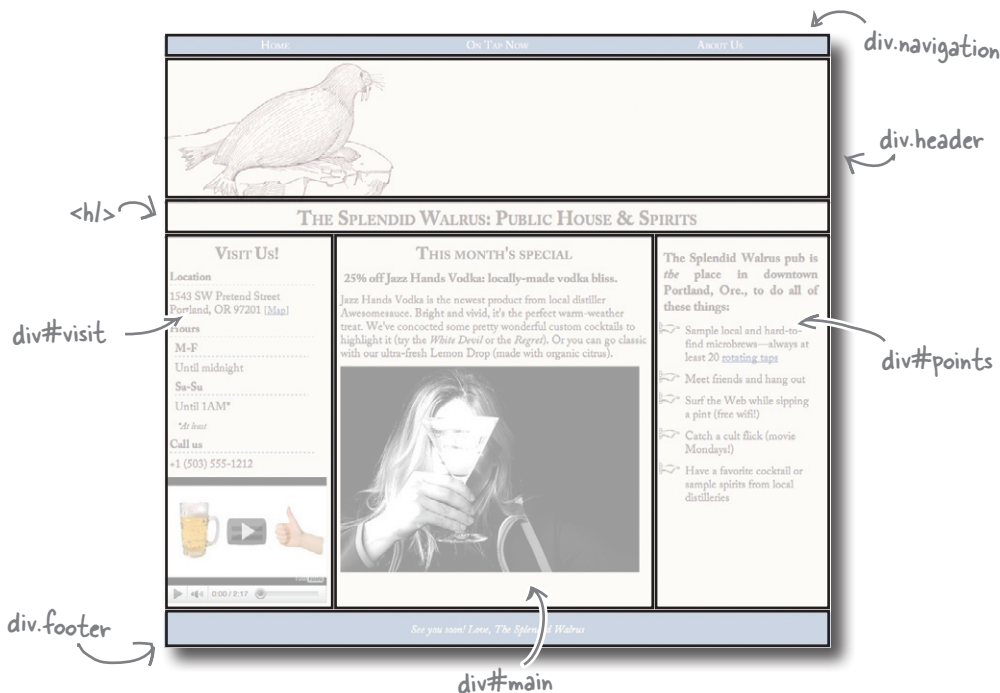 div.navigation
Home On Tap Now About Us
div.header
<h1>
The Splendid Walrus: Public House & Spirits
Visit Us!
Location
1543 SW Pretend Street
Portland, OR 97201 [Map]
Hours
M-F
Until midnight
Sa-Su
Until 1AM*
*At least
Call us
+1 (503) 555-1212
0:00 / 2:17
div#visit
This month's special
25% off Jazz Hands Vodka: locally-made vodka bliss.
Jazz Hands Vodka is the newest product from local distiller
Awesomesauce. Bright and vivid, it's the perfect warm-weather
treat. We've concocted some pretty wonderful custom cocktails to
highlight it (try the White Devil or the Regret). Or you can go classic
with our ultra-fresh Lemon Drop (made with organic citrus).
The Splendid Walrus pub is
the place in downtown
Portland, Ore., to do all of
these things:
Sample local and hard-to-
find microbrews—always at
least 20 rotating taps
Meet friends and hang out
Surf the Web while sipping
a pint (free wifi!)
Catch a cult flick (movie
Mondays!)
Have a favorite cocktail or
sample spirits from local
distilleries
div#points
div.footer
See you soon! Love, The Splendid Walrus
div#main